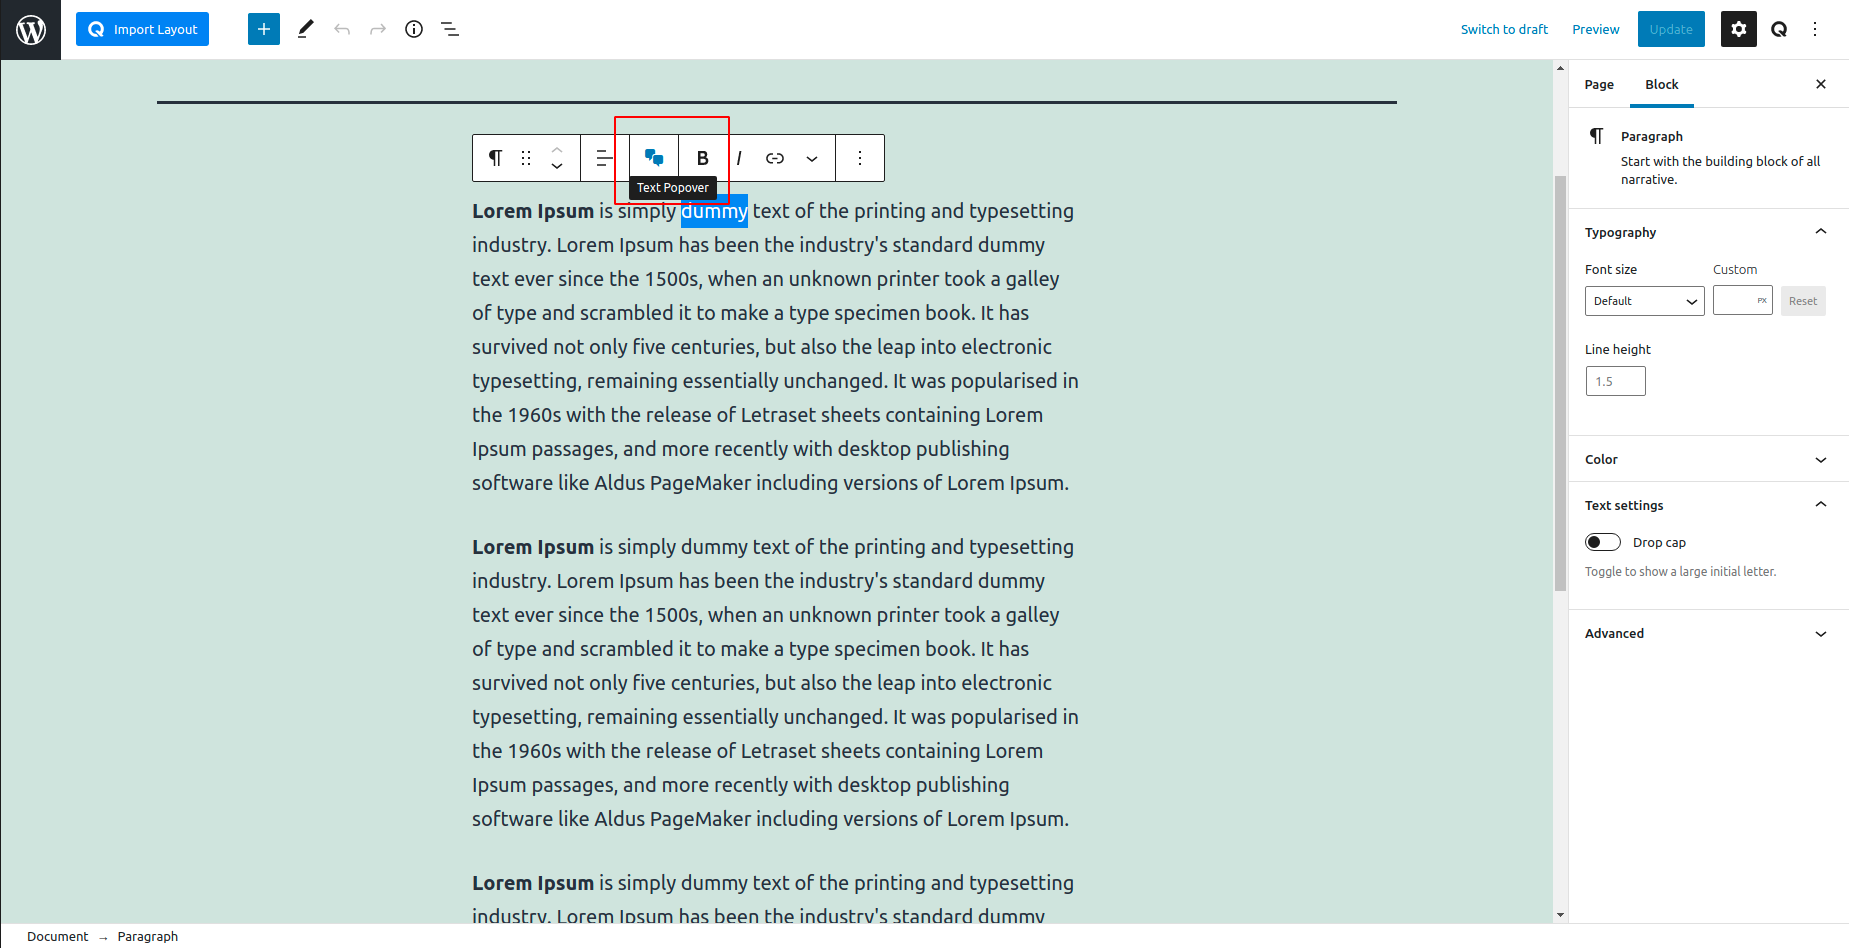 Import Layout
Switch to draft
Preview
Update
Page
Block
Paragraph
Start with the building block of all
narrative.
Typography
Font size
Custom
Default
PX
Reset
Line height
1.5
Color
Text settings
Drop cap
Toggle to show a large initial letter.
Advanced
B
I
Text Popover
Lorem Ipsum is simply dummy text of the printing and typesetting
industry. Lorem Ipsum has been the industry's standard dummy
text ever since the 1500s, when an unknown printer took a galley
of type and scrambled it to make a type specimen book. It has
survived not only five centuries, but also the leap into electronic
typesetting, remaining essentially unchanged. It was popularised in
the 1960s with the release of Letraset sheets containing Lorem
Ipsum passages, and more recently with desktop publishing
software like Aldus PageMaker including versions of Lorem Ipsum.
Lorem Ipsum is simply dummy text of the printing and typesetting
industry. Lorem Ipsum has been the industry's standard dummy
text ever since the 1500s, when an unknown printer took a galley
of type and scrambled it to make a type specimen book. It has
survived not only five centuries, but also the leap into electronic
typesetting, remaining essentially unchanged. It was popularised in
the 1960s with the release of Letraset sheets containing Lorem
Ipsum passages, and more recently with desktop publishing
software like Aldus PageMaker including versions of Lorem Ipsum.
Lorem Ipsum is simply dummy text of the printing and typesetting
industry. Lorem Ipsum has been the industry's standard dummy
Document → Paragraph